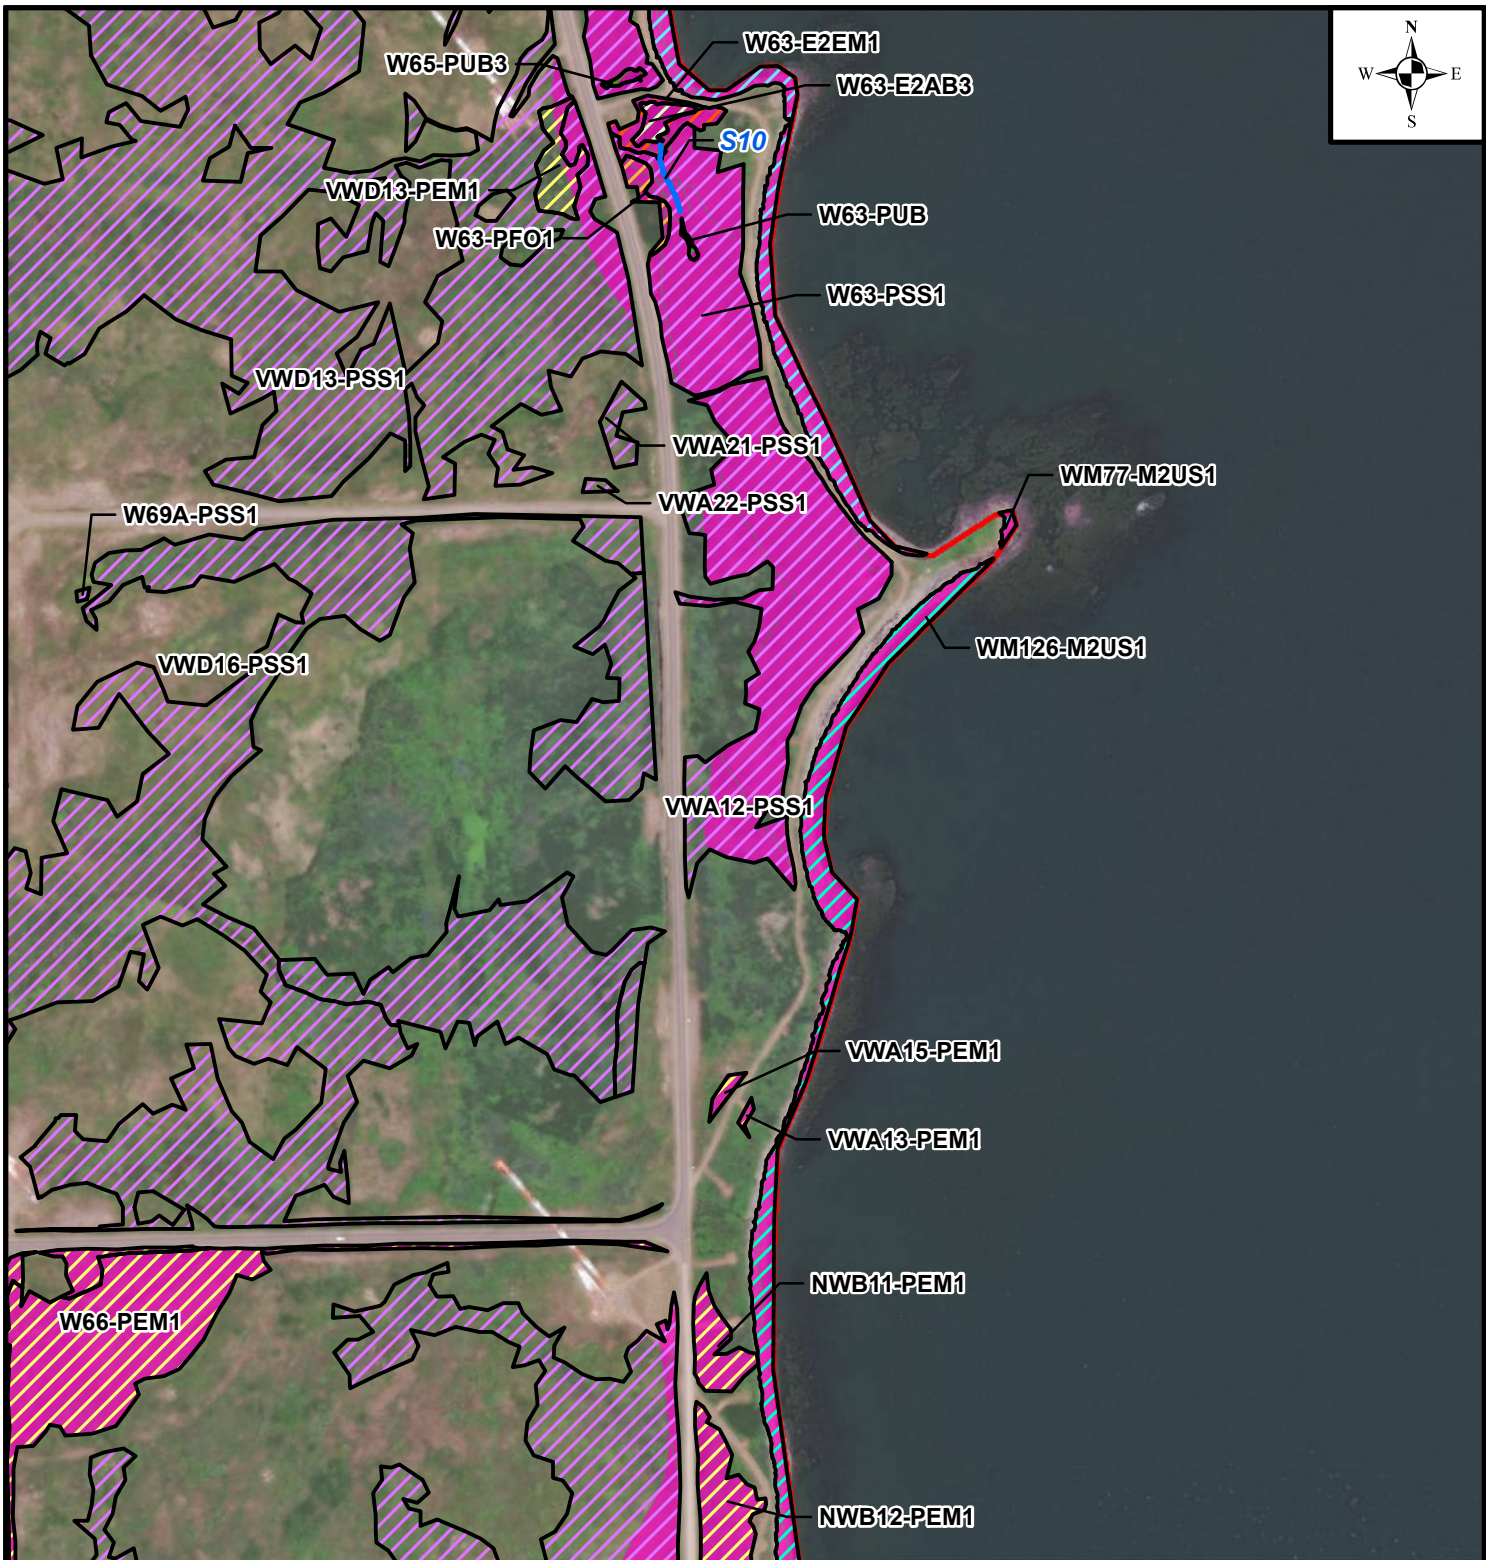 N
W E
S
W63-E2EM1
W65-PUB3
W63-E2AB3
S10
VWD13-PEM1
W63-PUB
W63-PFO1
W63-PSS1
VWD13-PSS1
VWA21-PSS1
WM77-M2US1
VWA22-PSS1
W69A-PSS1
WM126-M2US1
VWD16-PSS1
VWA12-PSS1
VWA15-PEM1
VWA13-PEM1
NWB11-PEM1
W66-PEM1
NWB12-PEM1